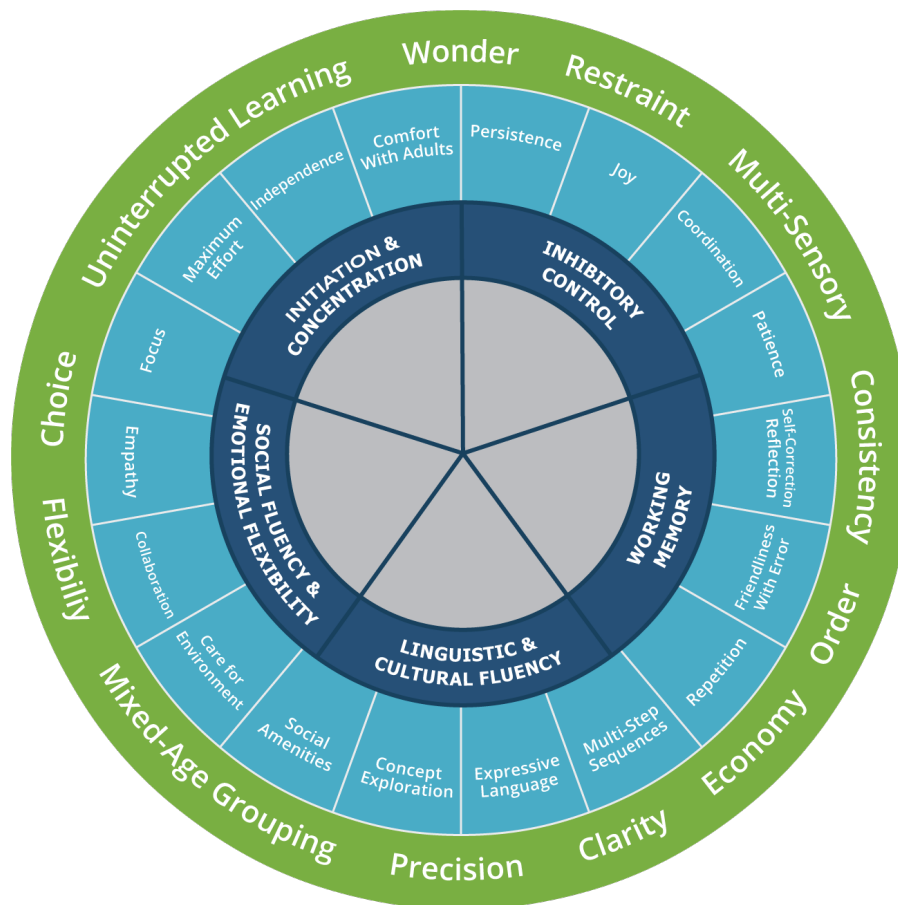 Wonder
Restraint
Multi-Sensory
Consistency
Order
Economy
Clarity
Precision
Mixed-Age Grouping
Flexibiliy
Choice
Uninterrupted Learning
Persistence
Joy
Coordination
Patience
Self-Correction
Reflection
Friendliness
With Error
Repetition
Multi-Step
Sequences
Expressive
Language
Concept
Exploration
Social
Amenities
Care for
Environment
Collaboration
Empathy
Focus
Maximum
Effort
Independence
Comfort
With Adults
INHIBITORY
CONTROL
WORKING
MEMORY
LINGUISTIC &
CULTURAL FLUENCY
SOCIAL FLUENCY &
EMOTIONAL FLEXIBILITY
INITIATION &
CONCENTRATION